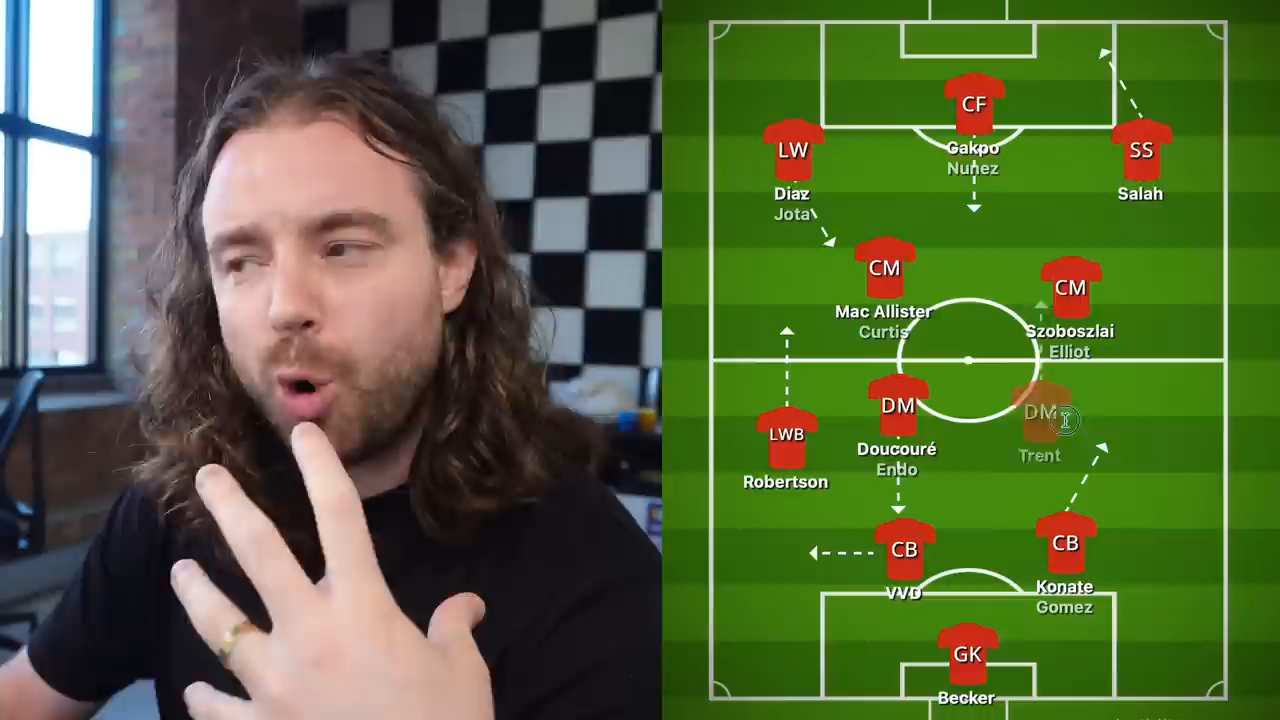 CF
Gakpo
Nunez
LW
Diaz
Jota
SS
Salah
CM
Mac Allister
Curtis
CM
Szoboszlai
Elliot
DM
Doucouré
Endo
DM
Trent
LWB
Robertson
CB
VVD
CB
Konate
Gomez
GK
Becker